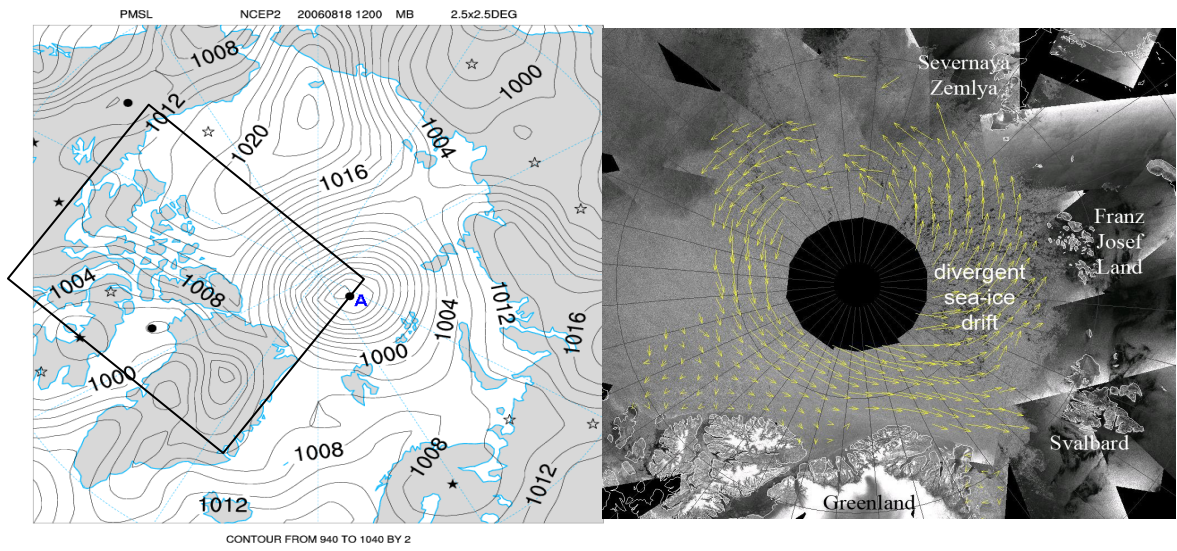 PMSL NCEP2 20060818 1200 MB 2.5x2.5DEG
1008
1000
1012
1020
1004
1016
1004
1008
A
1004
1012
1016
1000
1000
1008
1008
1012
1012
CONTOUR FROM 940 TO 1040 BY 2
Severnaya
Zemlya
Franz
Josef
Land
divergent
sea-ice
drift
Svalbard
Greenland